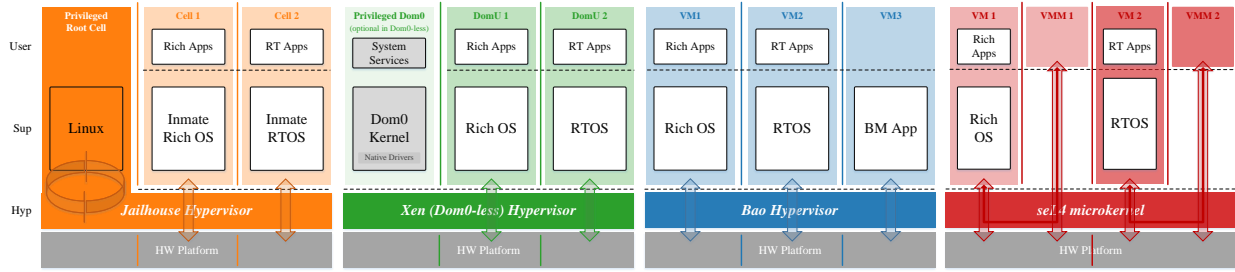 Privileged
Root Cell
Cell 1
Cell 2
Privileged Dom0
(optional in Dom0-less)
DomU 1
DomU 2
VM1
VM2
VM3
VM 1
VMM 1
VM 2
VMM 2
User
Rich Apps
RT Apps
System
Services
Rich Apps
RT Apps
Rich Apps
RT Apps
Rich
Apps
RT Apps
Sup
Linux
Inmate
Rich OS
Inmate
RTOS
Dom0
Kernel
Native Drivers
Rich OS
RTOS
Rich OS
RTOS
BM App
Rich
OS
RTOS
Hyp
Jailhouse Hypervisor
Xen (Dom0-less) Hypervisor
Bao Hypervisor
seL4 microkernel
HW Platform
HW Platform
HW Platform
HW Platform